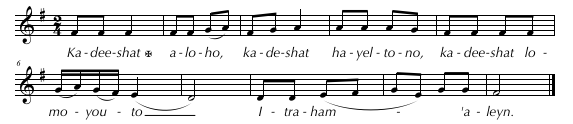 Ka - dee - shat ✠ a - lo - ho, ka - de - shat ha - yel - to - no, ka - dee - shat lo -
6
mo - you - to I - tra - ham - 'a - leyn.